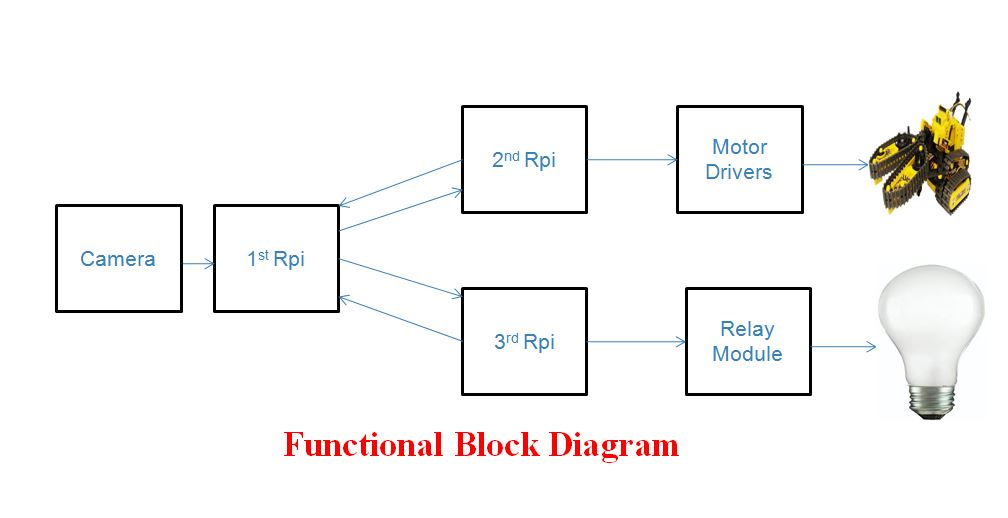 2nd Rpi
Motor
Drivers
Camera
1st Rpi
3rd Rpi
Relay
Module
Functional Block Diagram